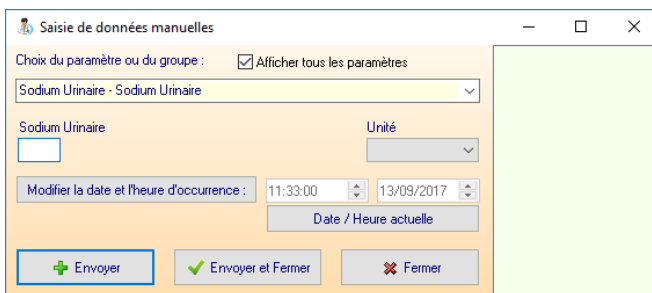 Saisie de données manuelles
Choix du paramètre ou du groupe : Afficher tous les paramètres
Sodium Urinaire - Sodium Urinaire
Sodium Urinaire Unité
Modifier la date et l'heure d'occurrence : 11:33:00 13/09/2017
Date / Heure actuelle
Envoyer Envoyer et Fermer Fermer